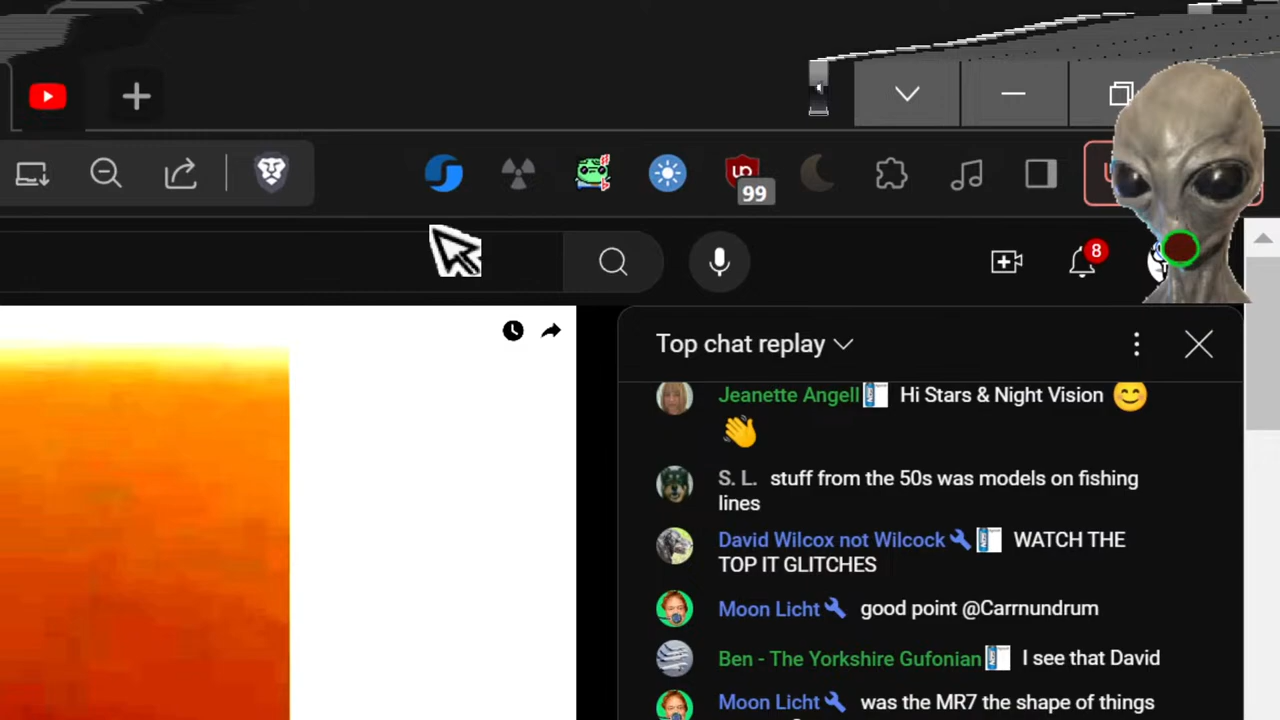 99
8
Top chat replay
Jeanette Angell Hi Stars & Night Vision
S. L. stuff from the 50s was models on fishing
lines
David Wilcox not Wilcock WATCH THE
TOP IT GLITCHES
Moon Licht good point @Carrnundrum
Ben - The Yorkshire Gufonian I see that David
Moon Licht was the MR7 the shape of things